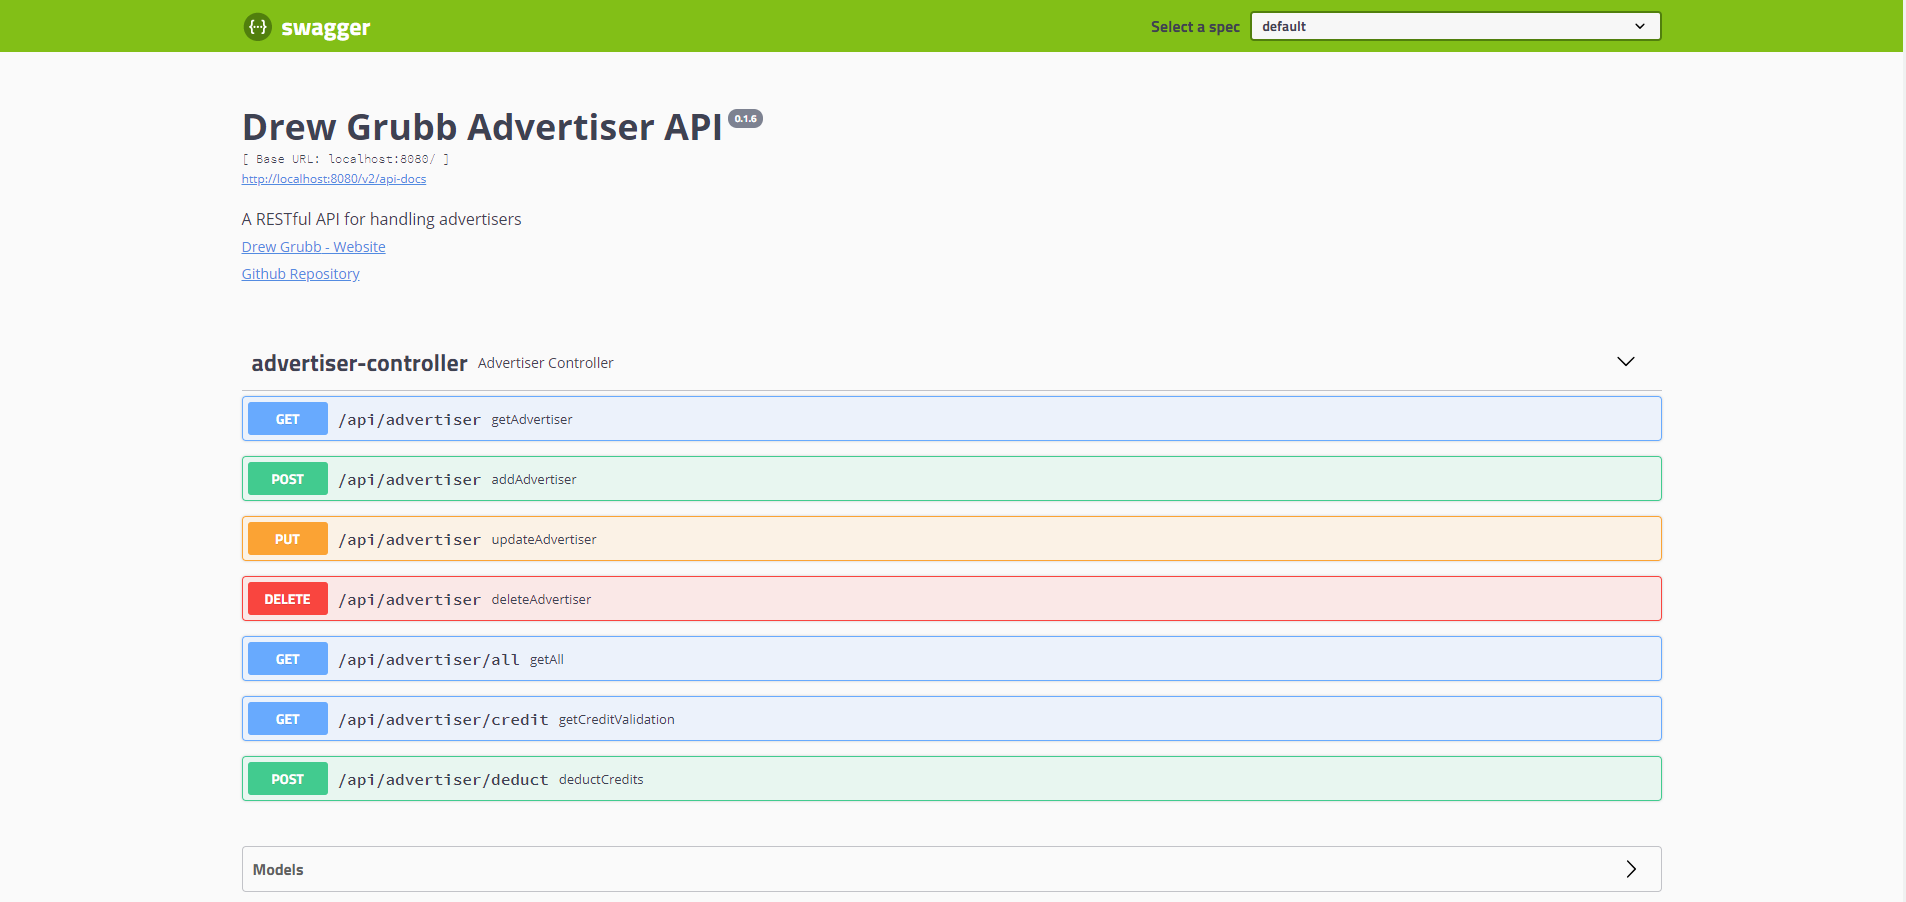 {···} swagger
Select a spec default
Drew Grubb Advertiser API 0.1.6
[ Base URL: localhost:8080/ ]
http://localhost:8080/v2/api-docs
A RESTful API for handling advertisers
Drew Grubb - Website
Github Repository
advertiser-controller Advertiser Controller
GET /api/advertiser getAdvertiser
POST /api/advertiser addAdvertiser
PUT /api/advertiser updateAdvertiser
DELETE /api/advertiser deleteAdvertiser
GET /api/advertiser/all getAll
GET /api/advertiser/credit getCreditValidation
POST /api/advertiser/deduct deductCredits
Models